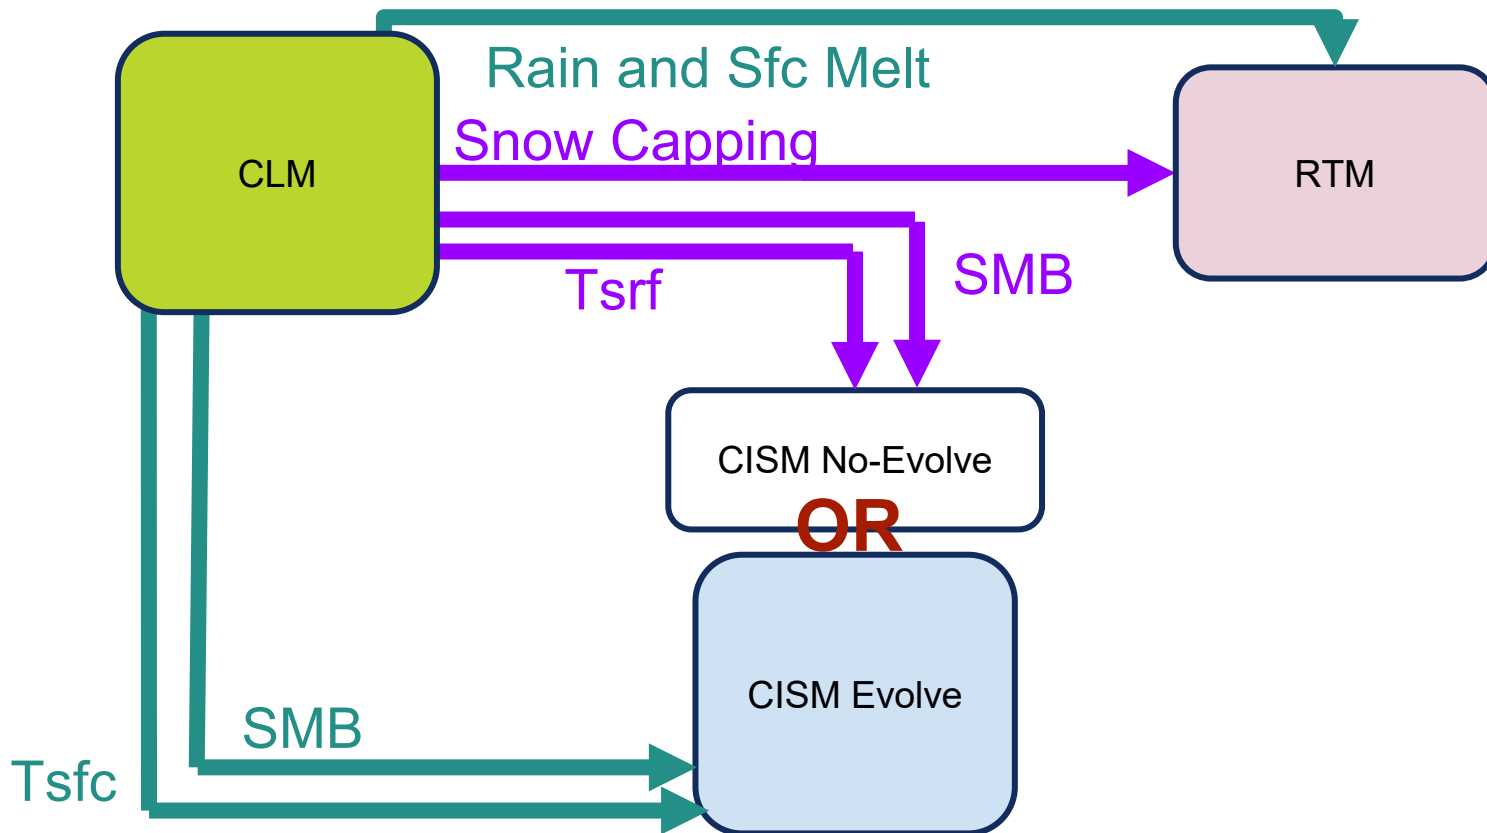 Rain and Sfc Melt
Snow Capping
CLM
RTM
Tsrf
SMB
CISM No-Evolve
OR
CISM Evolve
SMB
Tsfc